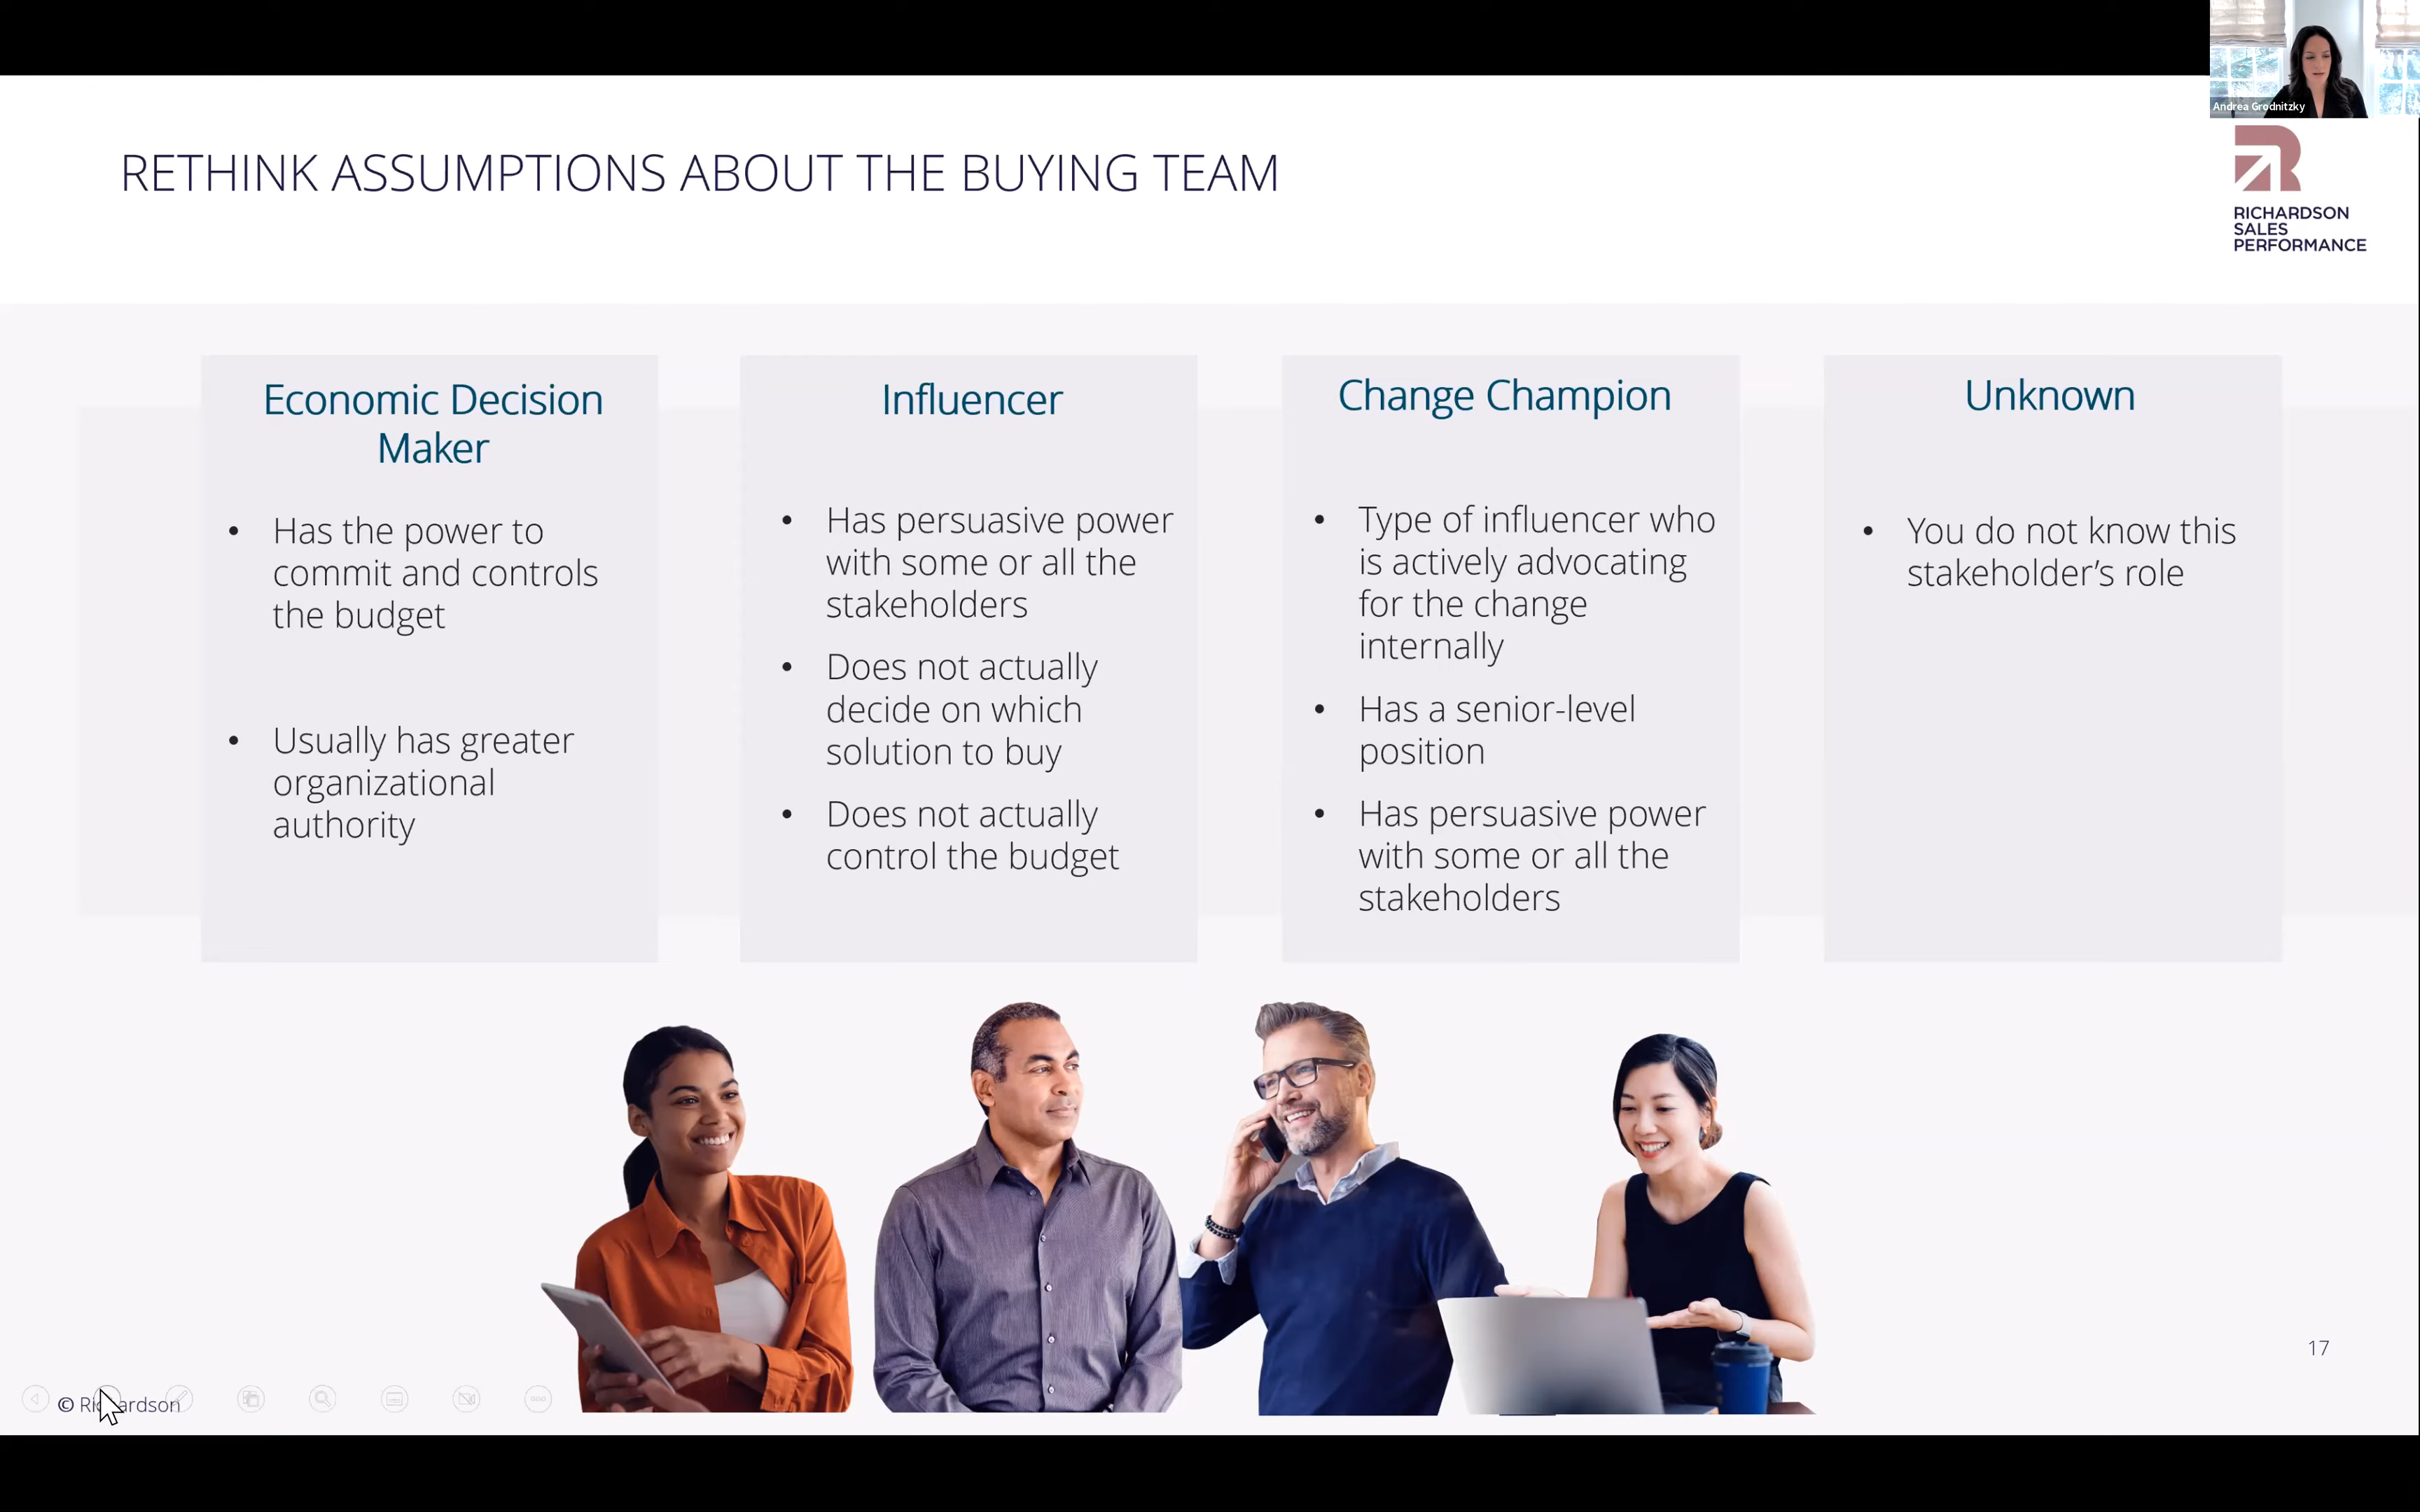 Andrea Grodnitzky
RETHINK ASSUMPTIONS ABOUT THE BUYING TEAM
RICHARDSON
SALES
PERFORMANCE
Economic Decision
Maker
• Has the power to
commit and controls
the budget
• Usually has greater
organizational
authority
Influencer
• Has persuasive power
with some or all the
stakeholders
• Does not actually
decide on which
solution to buy
• Does not actually
control the budget
Change Champion
• Type of influencer who
is actively advocating
for the change
internally
• Has a senior-level
position
• Has persuasive power
with some or all the
stakeholders
Unknown
• You do not know this
stakeholder’s role
17
© Richardson